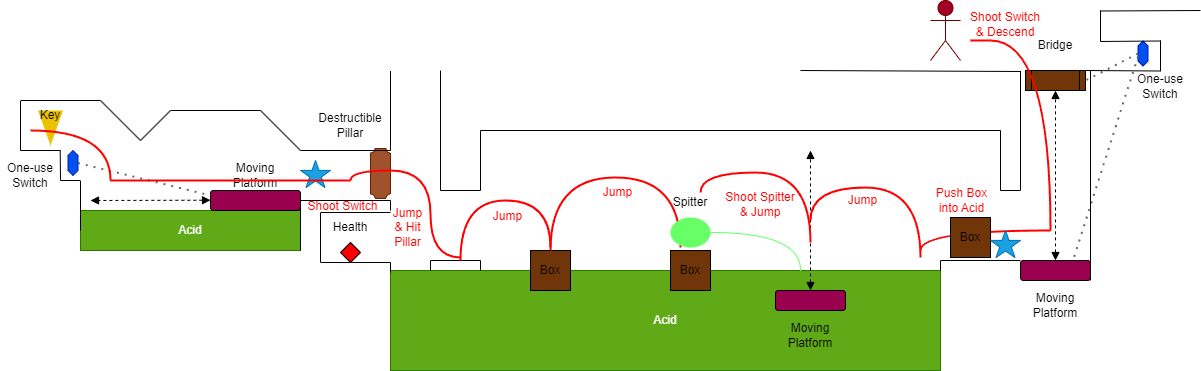 Shoot Switch
& Descend
Bridge
One-use
Switch
Key
Destructible
Pillar
One-use
Switch
Moving
Platform
Shoot Switch
Acid
Health
Jump
& Hit
Pillar
Jump
Jump
Spitter
Shoot Spitter
& Jump
Jump
Push Box
into Acid
Box
Box
Box
Acid
Moving
Platform
Moving
Platform